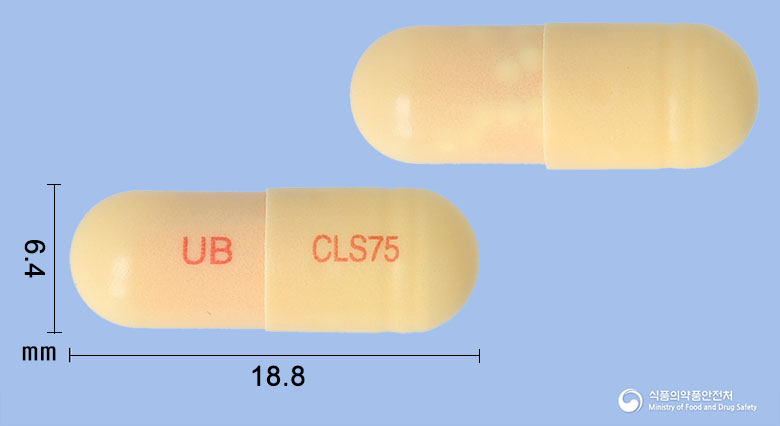 UB CLS75
6.4
mm
18.8
식품의약품안전처
Ministry of Food and Drug Safety